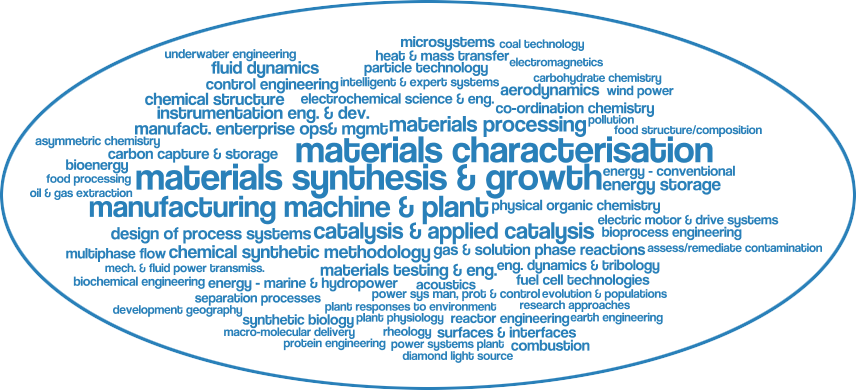 microsystems coal technology
underwater engineering heat & mass transfer electromagnetics
fluid dynamics particle technology
control engineering intelligent & expert systems carbohydrate chemistry
aerodynamics wind power
chemical structure electrochemical science & eng. co-ordination chemistry
instrumentation eng. & dev.
manufact. enterprise ops& mgmt materials processing pollution
food structure/composition
asymmetric chemistry
carbon capture & storage materials characterisation
bioenergy
food processing materials synthesis & growth energy - conventional
energy storage
oil & gas extraction
manufacturing machine & plant physical organic chemistry
electric motor & drive systems
design of process systems catalysis & applied catalysis bioprocess engineering
multiphase flow chemical synthetic methodology gas & solution phase reactions assess/remediate contamination
mech. & fluid power transmiss. materials testing & eng. eng. dynamics & tribology
biochemical engineering energy - marine & hydropower acoustics fuel cell technologies
separation processes power sys man, prot & control evolution & populations
development geography plant responses to environment research approaches
synthetic biology plant physiology reactor engineering earth engineering
macro-molecular delivery rheology surfaces & interfaces
protein engineering power systems plant combustion
diamond light source